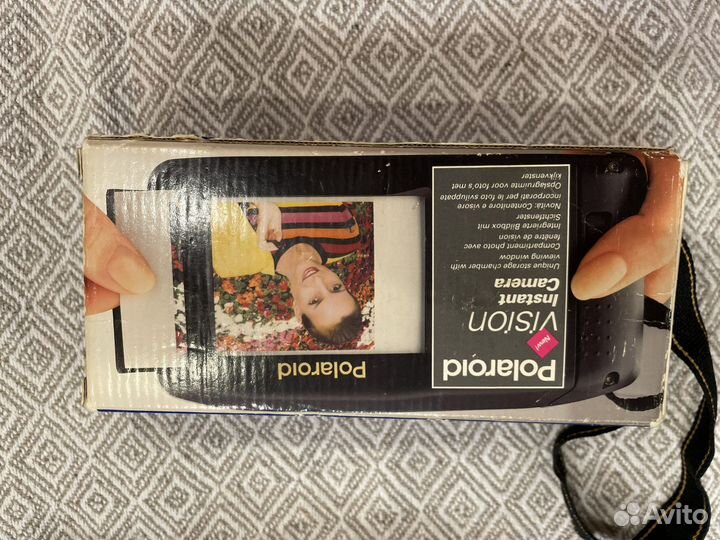 Polaroid
New!
VISION
Instant
Camera
Unique storage chamber with
viewing window
Compartiment photo avec
fenêtre de vision
Integrierte Bildbox mit
Sichtfenster
Novità: Contenitore e visore
incorporati per le foto sviluppate
Opslagruimte voor foto's met
kijkvenster
Polaroid
Avito